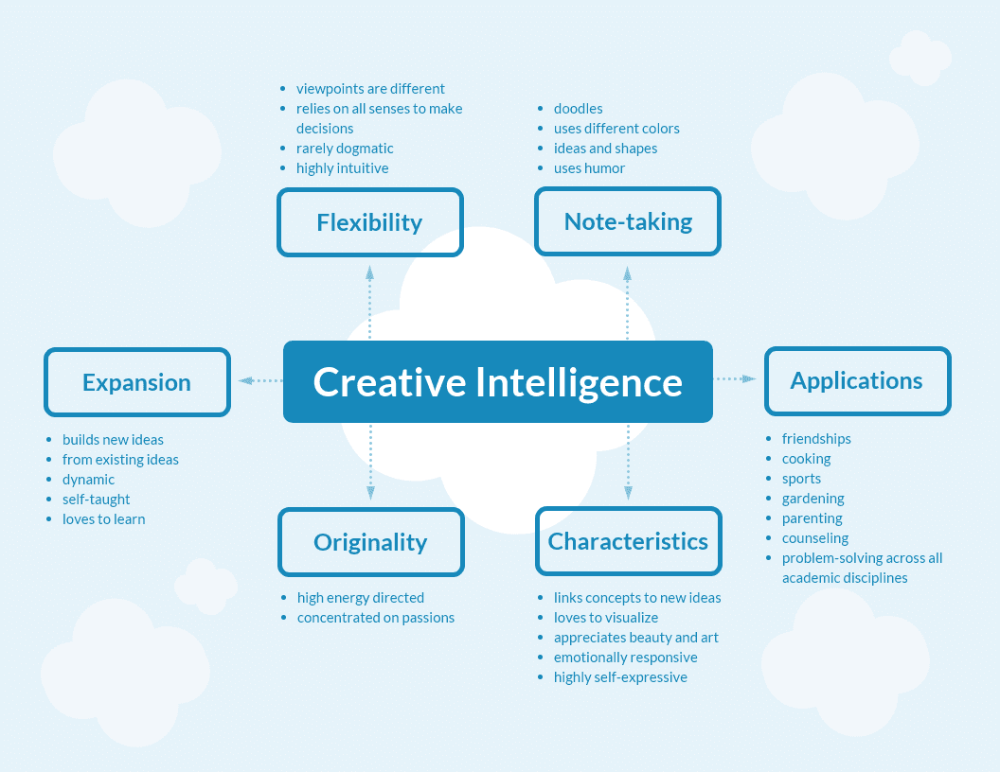 • viewpoints are different
• relies on all senses to make
decisions
• rarely dogmatic
• highly intuitive
Flexibility
• doodles
• uses different colors
• ideas and shapes
• uses humor
Note-taking
Creative Intelligence
Expansion
• builds new ideas
• from existing ideas
• dynamic
• self-taught
• loves to learn
Applications
• friendships
• cooking
• sports
• gardening
• parenting
• counseling
• problem-solving across all
academic disciplines
Originality
• high energy directed
• concentrated on passions
Characteristics
• links concepts to new ideas
• loves to visualize
• appreciates beauty and art
• emotionally responsive
• highly self-expressive